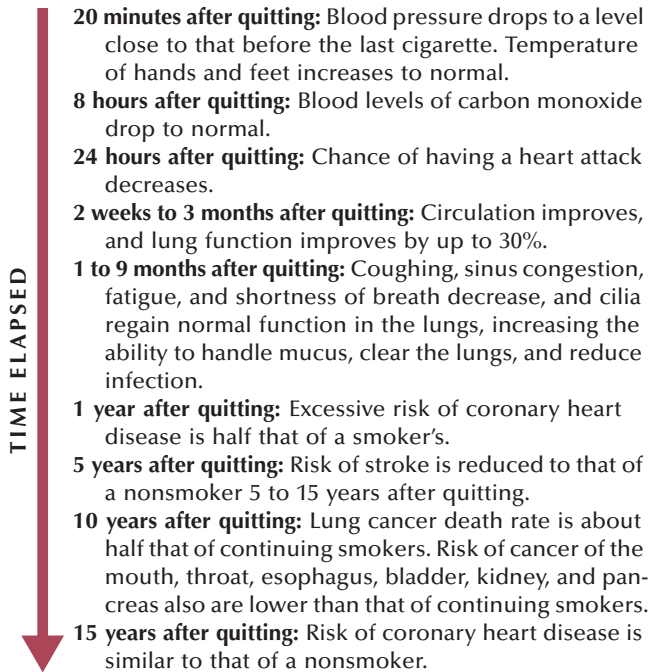 TIME ELAPSED
20 minutes after quitting: Blood pressure drops to a level
close to that before the last cigarette. Temperature
of hands and feet increases to normal.
8 hours after quitting: Blood levels of carbon monoxide
drop to normal.
24 hours after quitting: Chance of having a heart attack
decreases.
2 weeks to 3 months after quitting: Circulation improves,
and lung function improves by up to 30%.
1 to 9 months after quitting: Coughing, sinus congestion,
fatigue, and shortness of breath decrease, and cilia
regain normal function in the lungs, increasing the
ability to handle mucus, clear the lungs, and reduce
infection.
1 year after quitting: Excessive risk of coronary heart
disease is half that of a smoker's.
5 years after quitting: Risk of stroke is reduced to that of
a nonsmoker 5 to 15 years after quitting.
10 years after quitting: Lung cancer death rate is about
half that of continuing smokers. Risk of cancer of the
mouth, throat, esophagus, bladder, kidney, and pan-
creas also are lower than that of continuing smokers.
15 years after quitting: Risk of coronary heart disease is
similar to that of a nonsmoker.